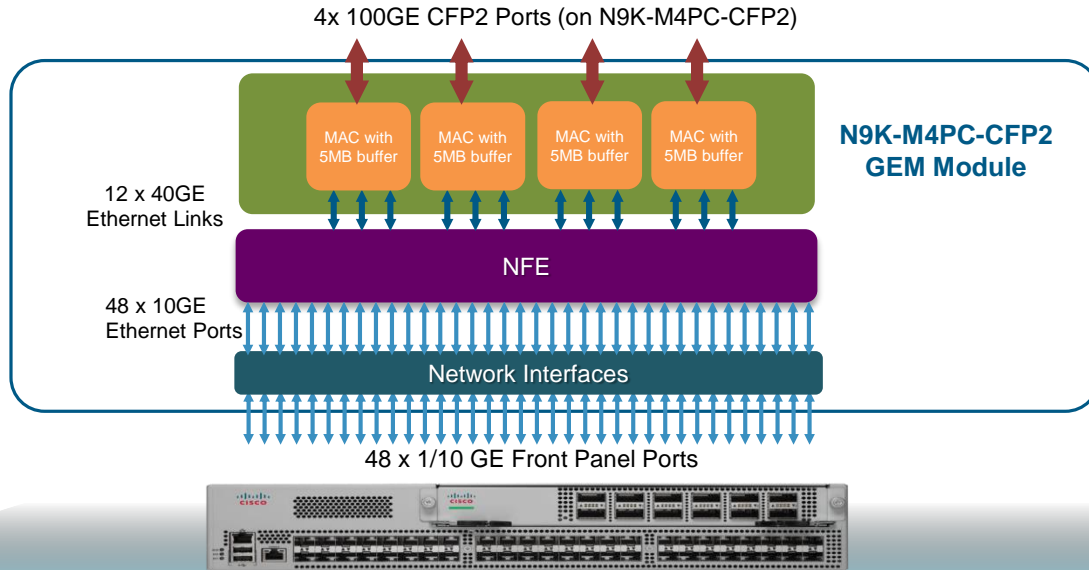 4x 100GE CFP2 Ports (on N9K-M4PC-CFP2)
MAC with
5MB buffer
MAC with
5MB buffer
MAC with
5MB buffer
MAC with
5MB buffer
N9K-M4PC-CFP2
GEM Module
12 x 40GE
Ethernet Links
NFE
48 x 10GE
Ethernet Ports
Network Interfaces
48 x 1/10 GE Front Panel Ports
CISCO
CISCO